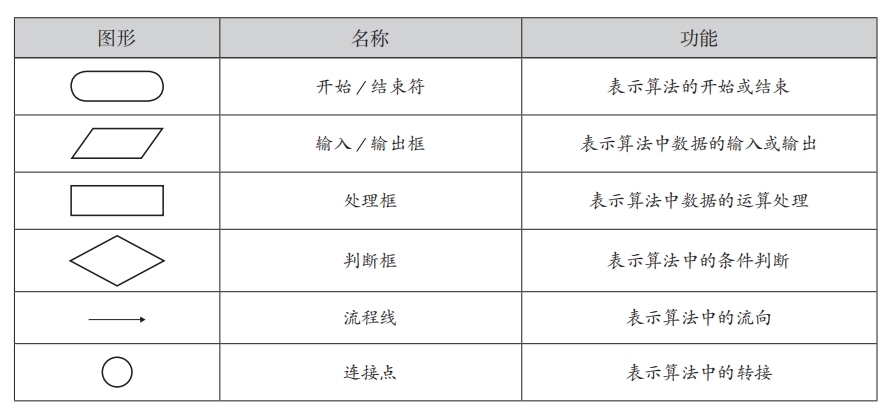 图形 名称 功能
开始 / 结束符 表示算法的开始或结束
输入 / 输出框 表示算法中数据的输入或输出
处理框 表示算法中数据的运算处理
判断框 表示算法中的条件判断
流程线 表示算法中的流向
连接点 表示算法中的转接